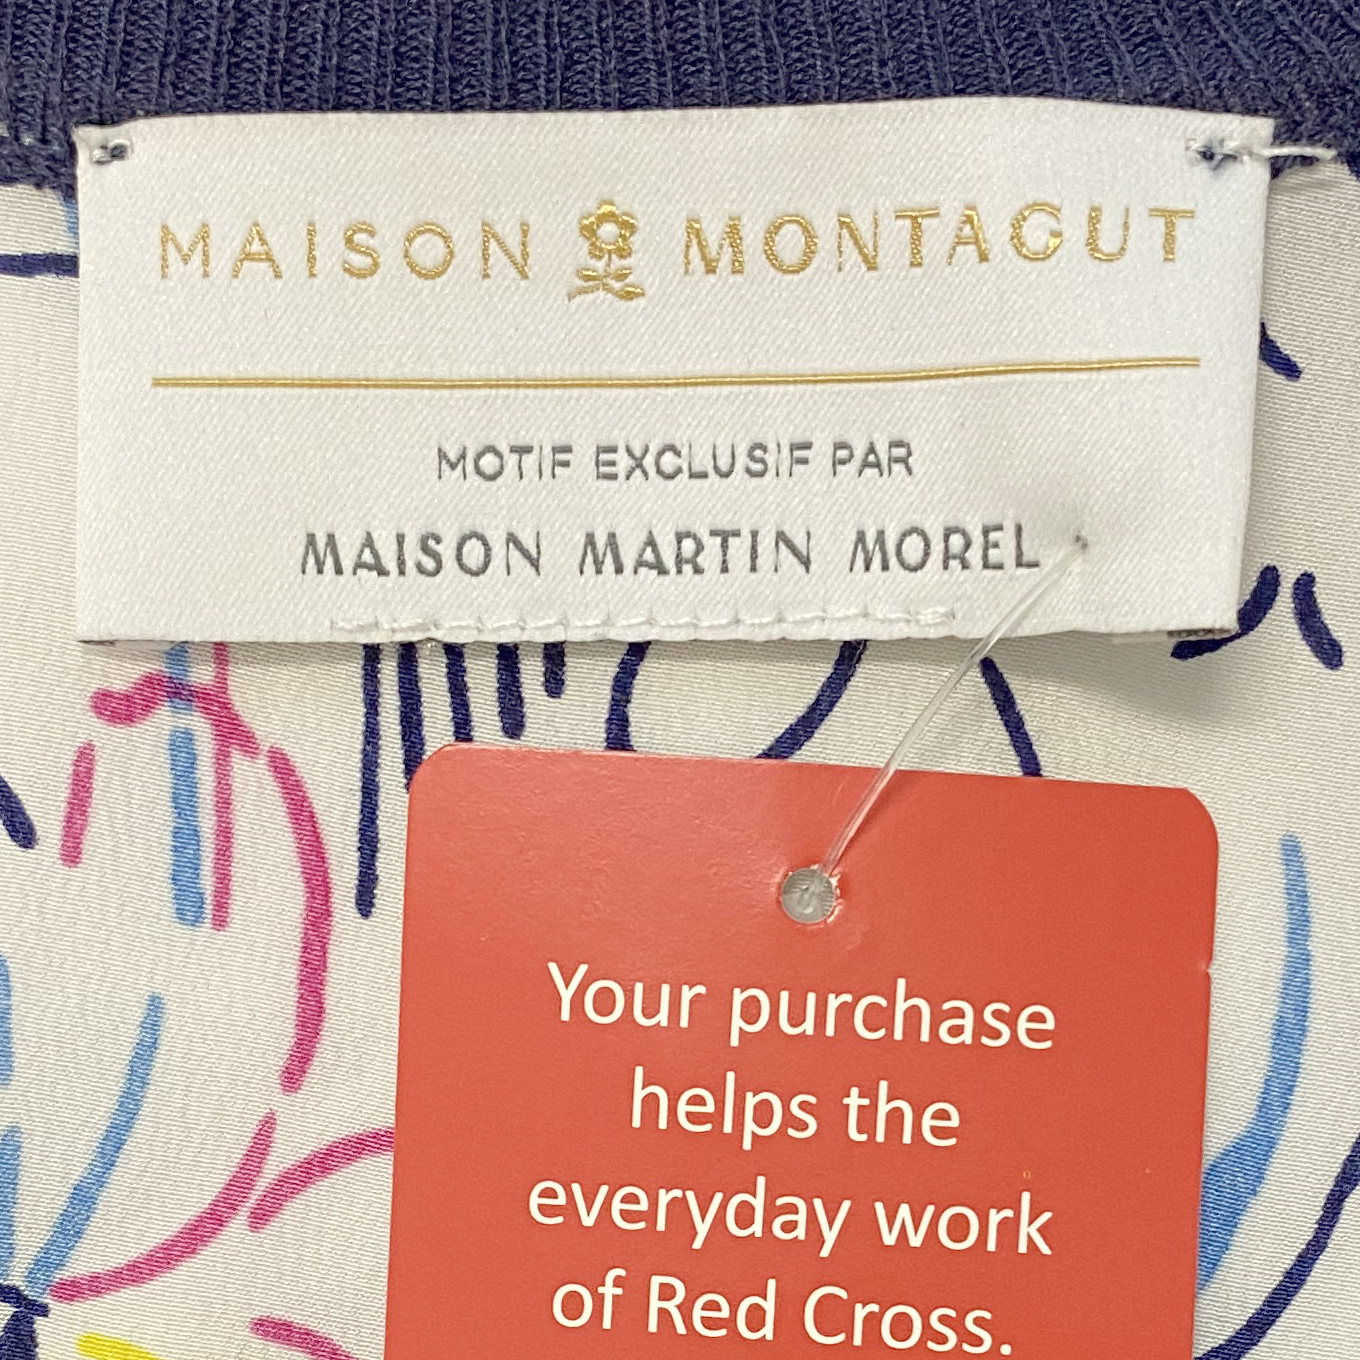 MAISON MONTAGUT
MOTIF EXCLUSIF PAR
MAISON MARTIN MOREL
Your purchase
helps the
everyday work
of Red Cross.